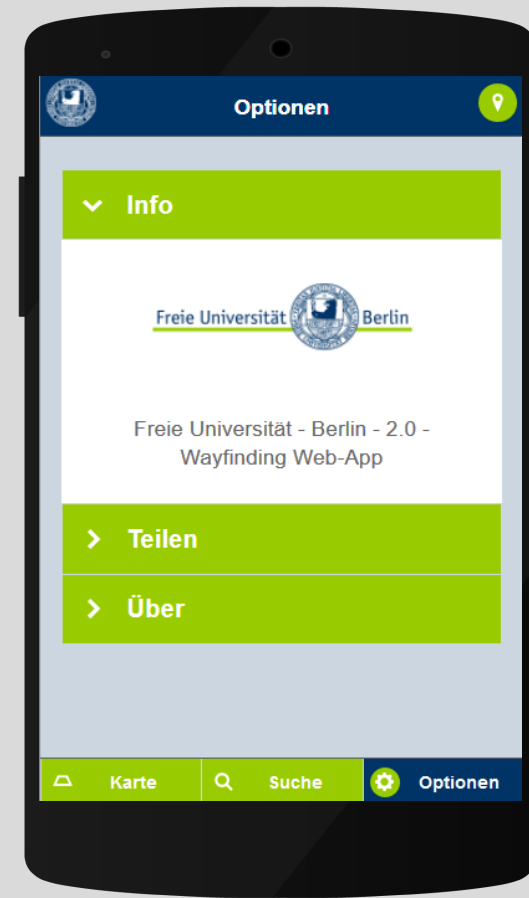 Optionen
Info
Freie Universität Berlin
Freie Universität - Berlin - 2.0 -
Wayfinding Web-App
Teilen
Über
Karte Suche Optionen